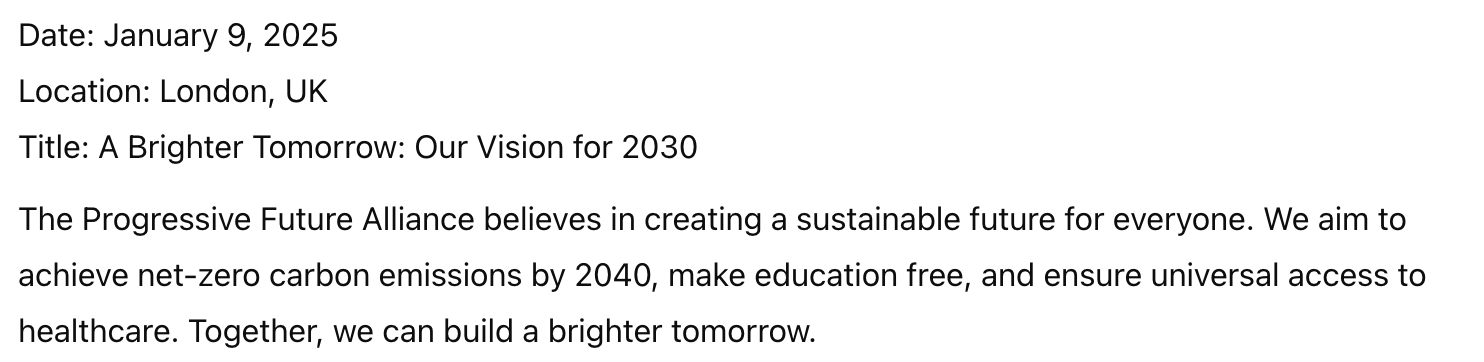 Date: January 9, 2025
Location: London, UK
Title: A Brighter Tomorrow: Our Vision for 2030
The Progressive Future Alliance believes in creating a sustainable future for everyone. We aim to
achieve net-zero carbon emissions by 2040, make education free, and ensure universal access to
healthcare. Together, we can build a brighter tomorrow.